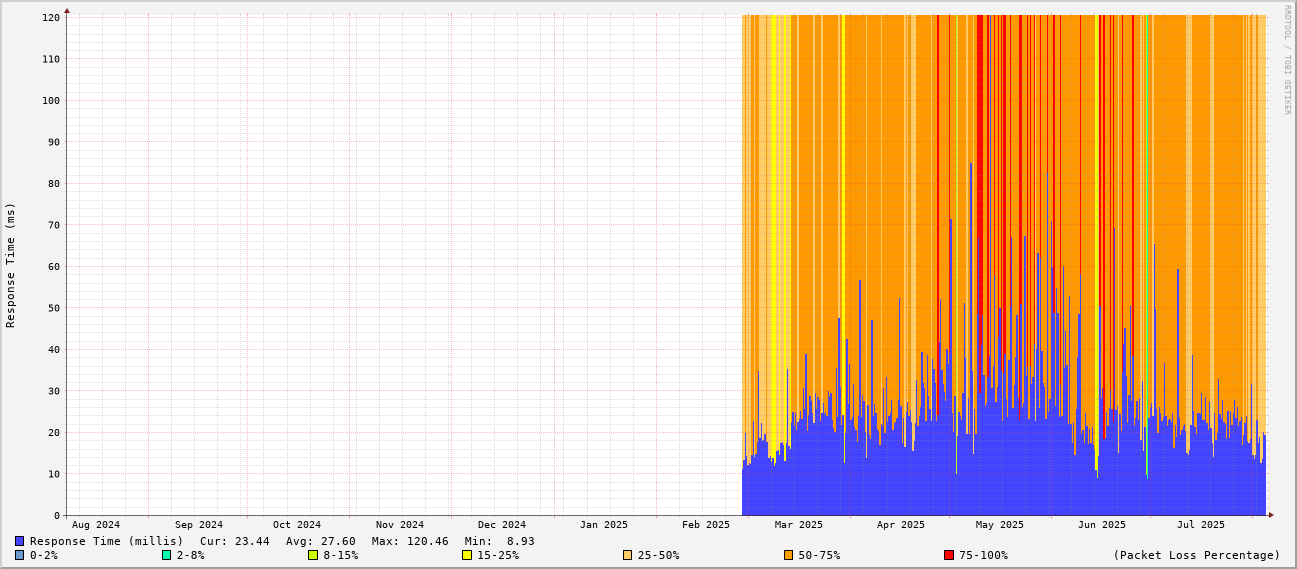 RRDTOOL / TOBI OETIKER
Response Time (ms)
120
110
100
90
80
70
60
50
40
30
20
10
0
Aug 2024 Sep 2024 Oct 2024 Nov 2024 Dec 2024 Jan 2025 Feb 2025 Mar 2025 Apr 2025 May 2025 Jun 2025 Jul 2025
Response Time (millis) Cur: 23.44 Avg: 27.60 Max: 120.46 Min: 8.93
0-2% 2-8% 8-15% 15-25% 25-50% 50-75% 75-100% (Packet Loss Percentage)